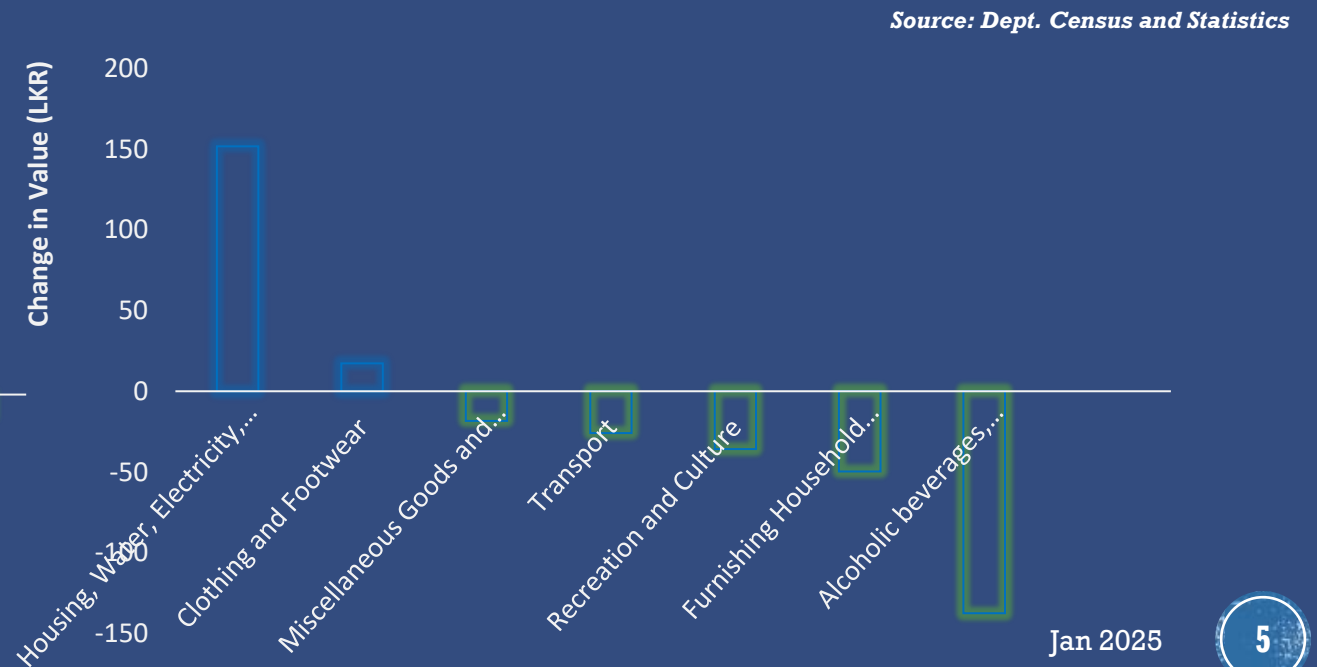 Source: Dept. Census and Statistics
Change in Value (LKR)
200
150
100
50
0
-50
-100
-150
Housing, Water, Electricity,...
Clothing and Footwear
Miscellaneous Goods and...
Transport
Recreation and Culture
Furnishing Household...
Alcoholic beverages,...
Jan 2025
5